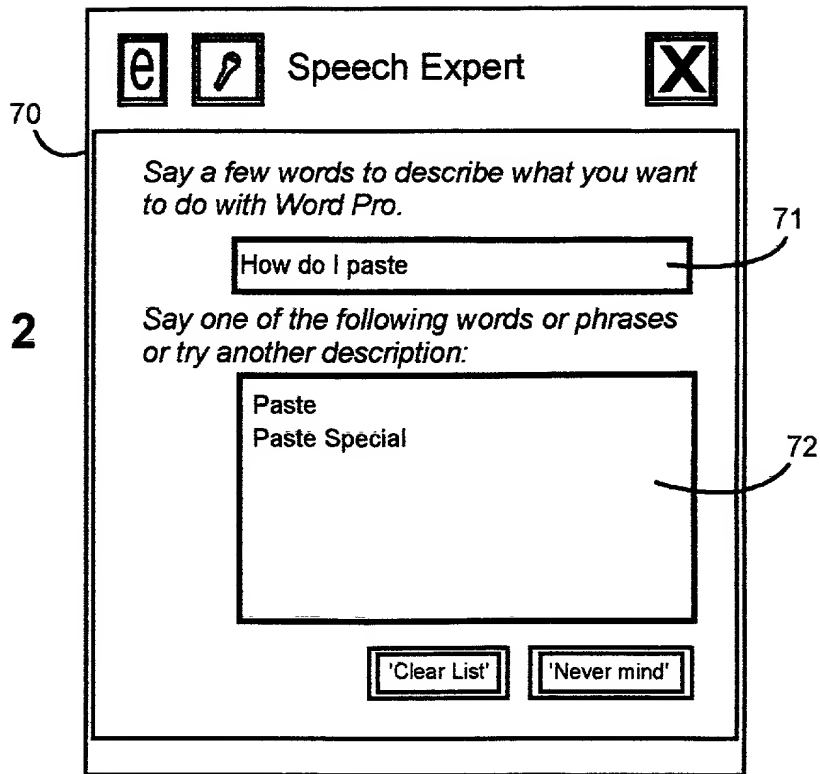 e Speech Expert X
70
Say a few words to describe what you want
to do with Word Pro.
71
How do I paste
2
Say one of the following words or phrases
or try another description:
Paste
Paste Special
72
'Clear List' 'Never mind'